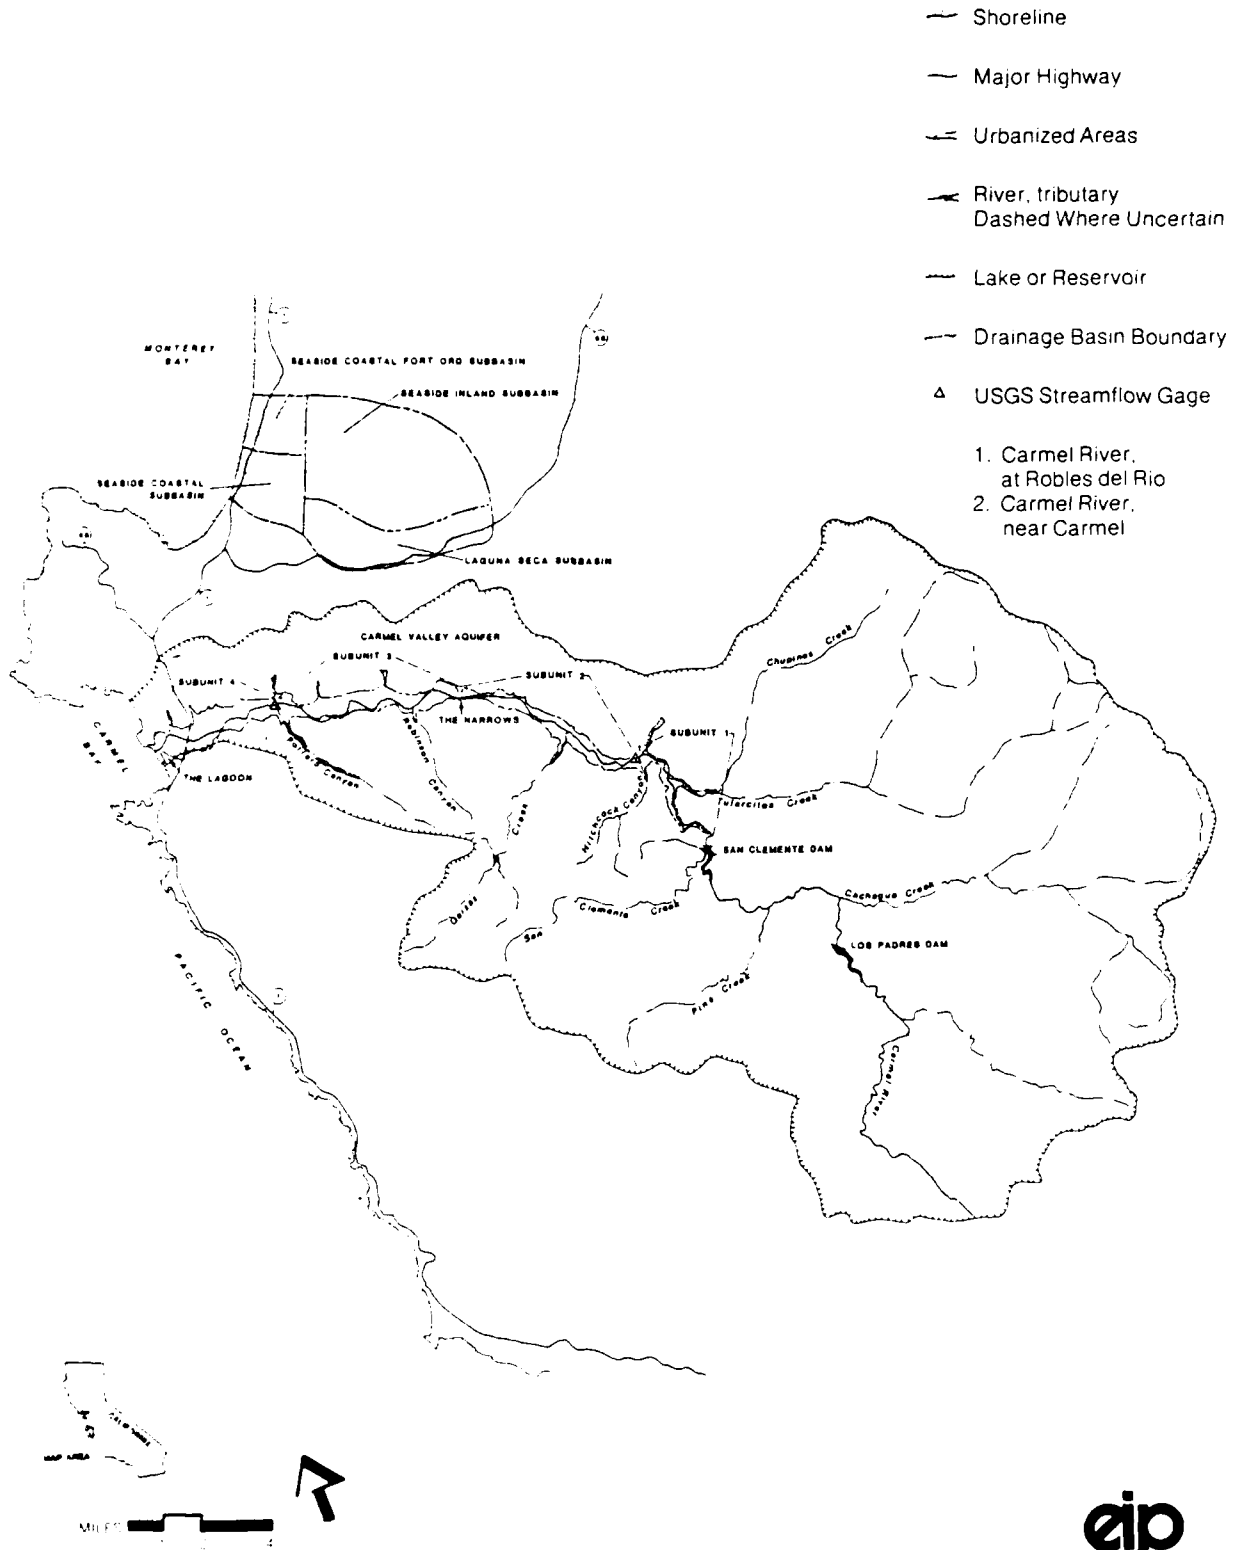 Shoreline
Major Highway
Urbanized Areas
River, tributary
Dashed Where Uncertain
Lake or Reservoir
Drainage Basin Boundary
USGS Streamflow Gage
1. Carmel River,
at Robles del Rio
2. Carmel River,
near Carmel
MONTEREY
BAY
SEASIDE COASTAL FORT ORD SUBBASIN
SEASIDE INLAND SUBBASIN
SEASIDE COASTAL
SUBBASIN
LAGUNA SECA SUBBASIN
CARMEL VALLEY AQUIFER
SUBUNIT 3
SUBUNIT 4
SUBUNIT 2
THE NARROWS
SUBUNIT 1
Chupines Creek
CARMEL
BAY
THE LAGOON
Potrero Canyon
Robinson Canyon
Hitchcock Canyon
Tularcitos Creek
SAN CLEMENTE DAM
Garzas Creek
San Clemente Creek
Cachagua Creek
LOS PADRES DAM
Pine Creek
Carmel River
PACIFIC OCEAN
CALIFORNIA
MAP AREA
MILES
4
eip